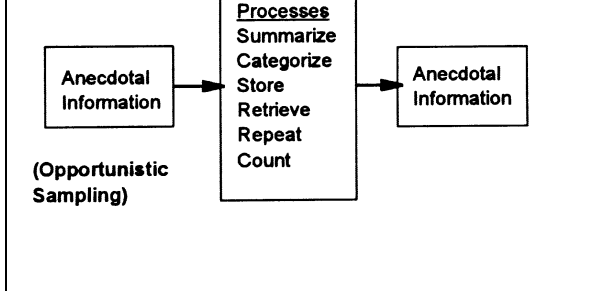 Processes
Summarize
Categorize
Store
Retrieve
Repeat
Count
Anecdotal
Information
Anecdotal
Information
(Opportunistic
Sampling)